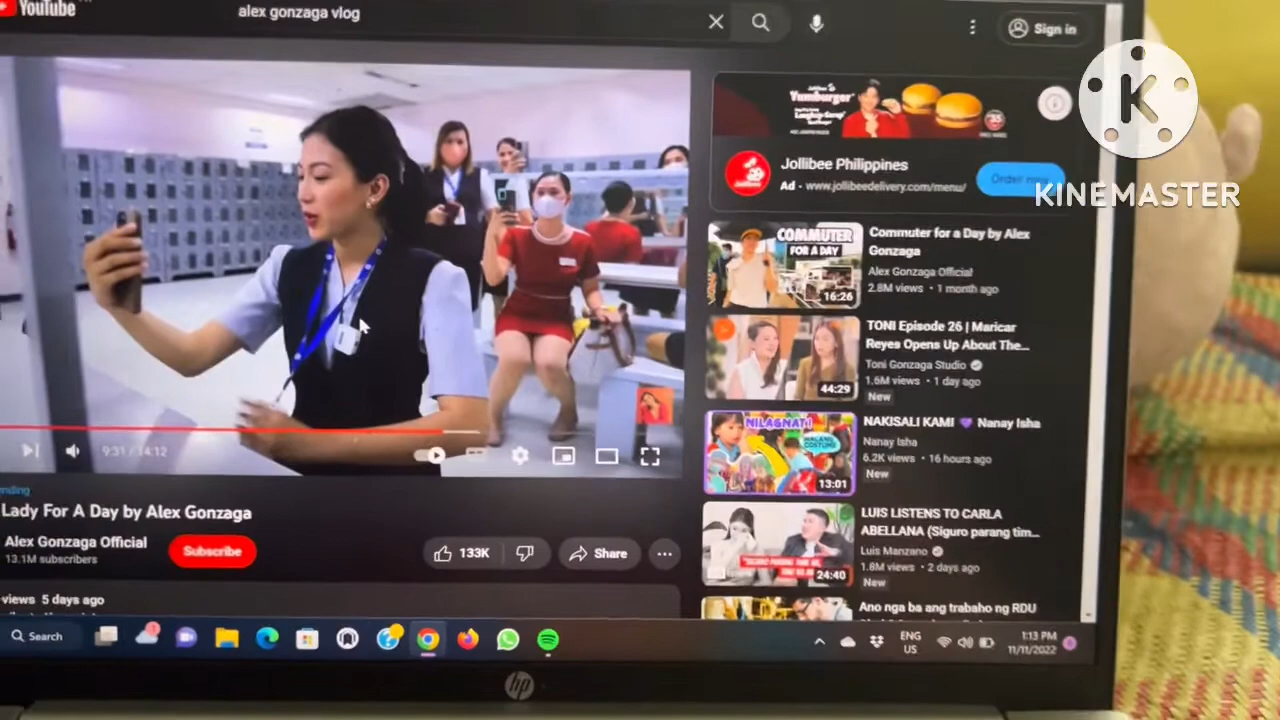 YouTube
alex gonzaga vlog
Sign in
Yumburger
Jollibee Philippines
Ad · www.jollibeedelivery.com/menu/
Order now
KINEMASTER
COMMUTER
FOR A DAY
16:26
Commuter for a Day by Alex
Gonzaga
Alex Gonzaga Official
2.8M views • 1 month ago
44:29
TONI Episode 26 | Maricar
Reyes Opens Up About The...
Toni Gonzaga Studio
1.6M views • 1 day ago
New
NILAGNAT!
WALANG
COSTUME
13:01
NAKISALI KAMI 💜 Nanay Isha
Nanay Isha
6.2K views • 16 hours ago
New
24:40
LUIS LISTENS TO CARLA
ABELLANA (Siguro parang tim...
Luis Manzano
1.8M views • 2 days ago
New
Ano nga ba ang trabaho ng RDU
9:31 / 14:12
ending
Lady For A Day by Alex Gonzaga
Alex Gonzaga Official
13.1M subscribers
Subscribe
133K
Share
views 5 days ago
Search
ENG
US
1:13 PM
11/11/2022
hp